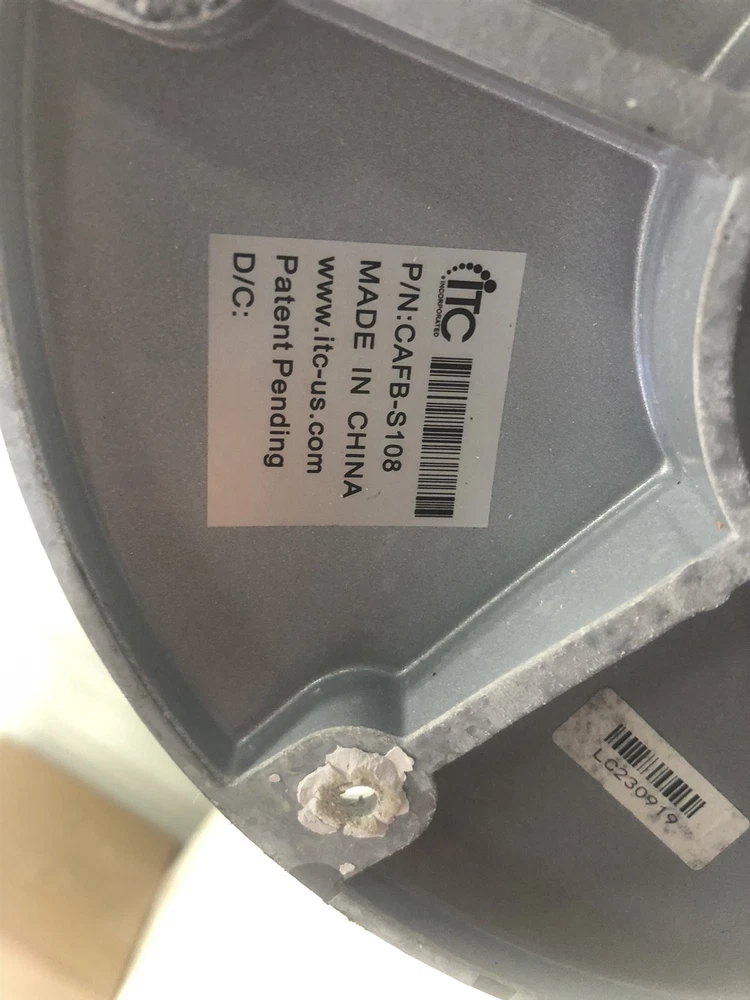 ITC
INCORPORATED
P/N:CAFB-S108
MADE IN CHINA
www.itc-us.com
Patent Pending
D/C:
LC230919